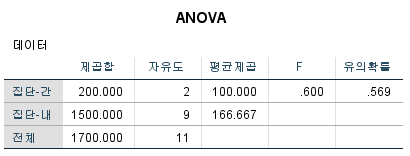 ANOVA
데이터
제곱합 자유도 평균제곱 F 유의확률
집단-간 200.000 2 100.000 .600 .569
집단-내 1500.000 9 166.667
전체 1700.000 11